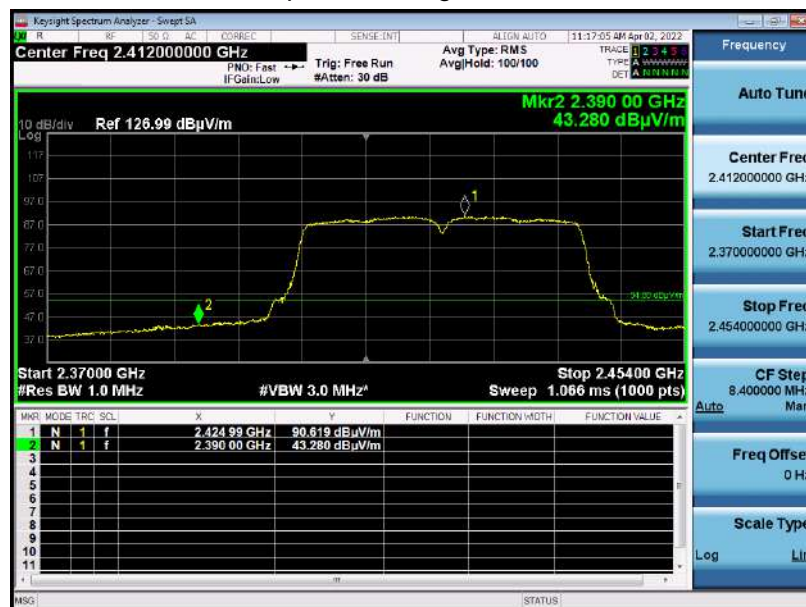 Keysight Spectrum Analyzer - Swept SA
R RF 50 Ω AC CORREC SENSE:INT ALIGN AUTO 11:17:05 AM Apr 02, 2022
Center Freq 2.412000000 GHz
PNO: Fast
IFGain:Low
Trig: Free Run
#Atten: 30 dB
Avg Type: RMS
Avg|Hold: 100/100
TRACE 1 2 3 4 5 6
TYPE A WWWWW
DET A N N N N N
Mkr2 2.390 00 GHz
43.280 dBµV/m
10 dB/div Ref 126.99 dBµV/m
Log
117
107
97.0
87.0
77.0
67.0
57.0
47.0
37.0
1
2
54.00 dBµV/m
Start 2.37000 GHz Stop 2.45400 GHz
#Res BW 1.0 MHz #VBW 3.0 MHz* Sweep 1.066 ms (1000 pts)
MKR MODE TRC SCL X Y FUNCTION FUNCTION WIDTH FUNCTION VALUE
1 N 1 f 2.424 99 GHz 90.619 dBµV/m
2 N 1 f 2.390 00 GHz 43.280 dBµV/m
3
4
5
6
7
8
9
10
11
MSG STATUS
Frequency
Auto Tune
Center Freq
2.412000000 GHz
Start Freq
2.370000000 GHz
Stop Freq
2.454000000 GHz
CF Step
8.400000 MHz
Auto Man
Freq Offset
0 Hz
Scale Type
Log Lin